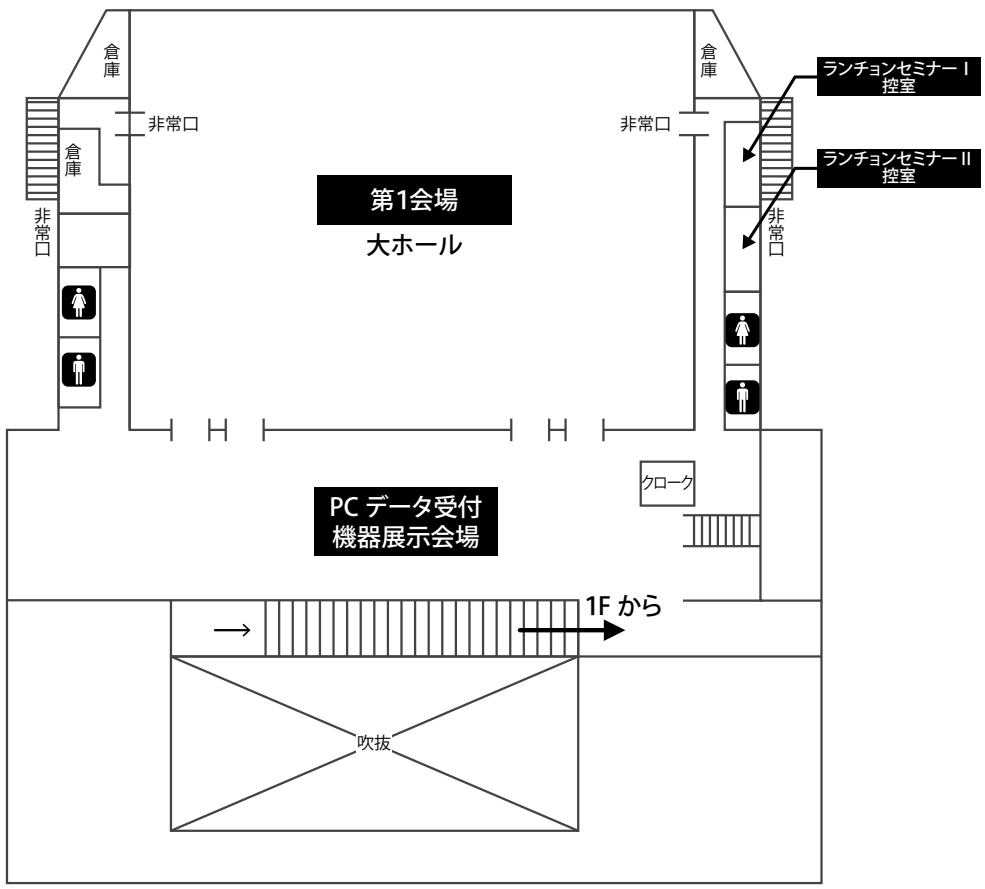 倉庫
倉庫
ランチョンセミナー I
控室
非常口
非常口
倉庫
ランチョンセミナー II
控室
第1会場
大ホール
非常口
非常口
クローク
PC データ受付
機器展示会場
1F から
吹抜